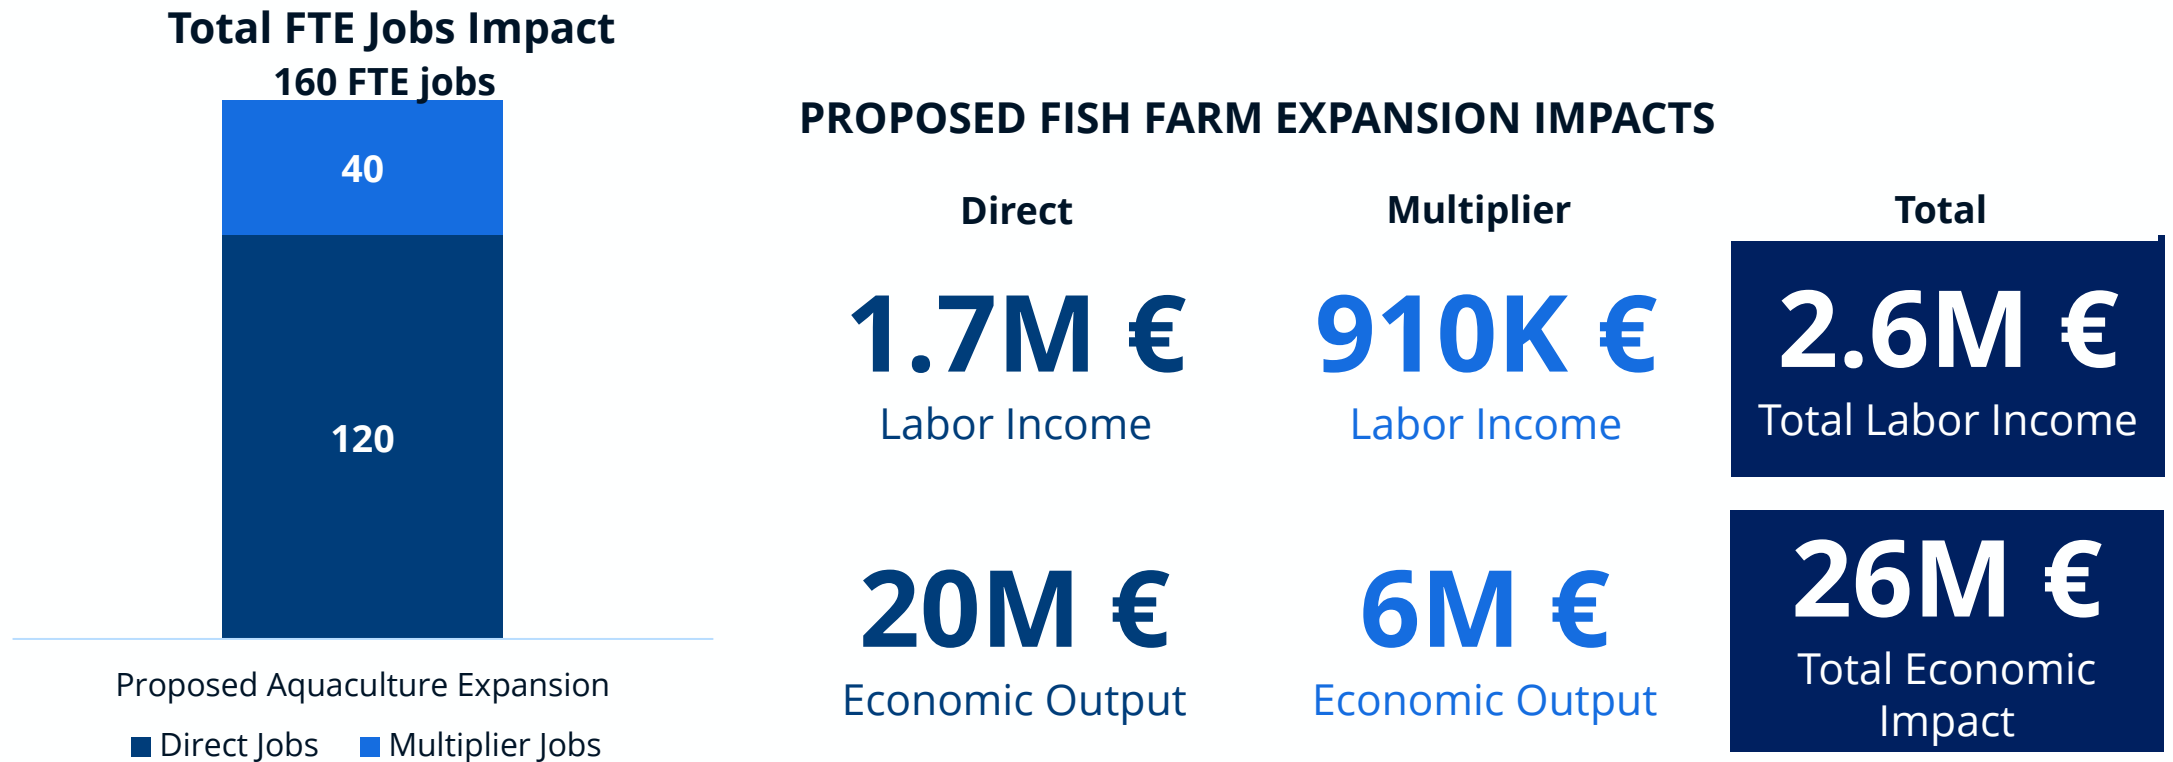 Total FTE Jobs Impact
160 FTE jobs
40
120
Proposed Aquaculture Expansion
Direct Jobs
Multiplier Jobs
PROPOSED FISH FARM EXPANSION IMPACTS
Direct
Multiplier
Total
1.7M €
Labor Income
910K €
Labor Income
2.6M €
Total Labor Income
20M €
Economic Output
6M €
Economic Output
26M €
Total Economic
Impact